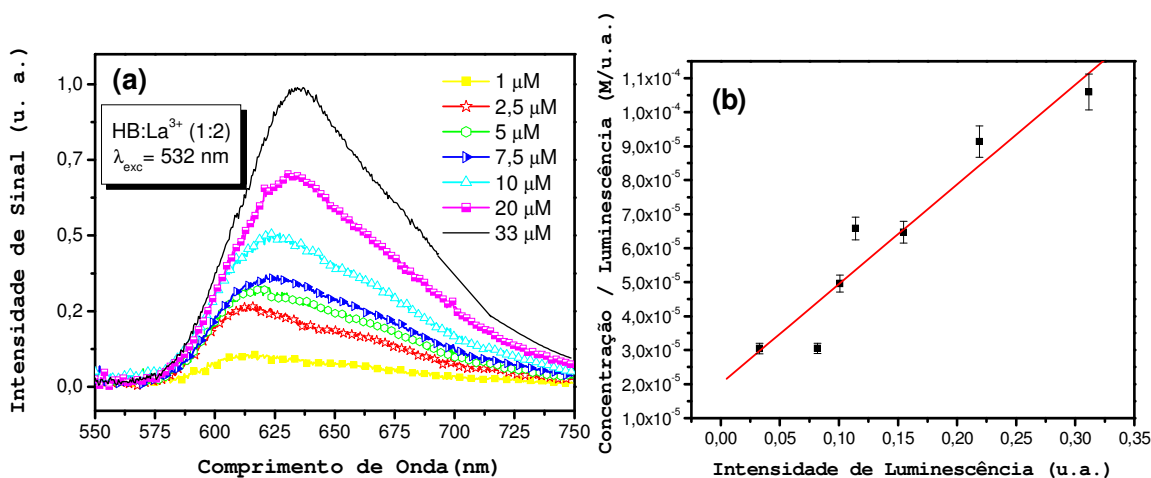 (a)
HB:La³⁺ (1:2)
λexc= 532 nm
1 μM
2,5 μM
5 μM
7,5 μM
10 μM
20 μM
33 μM
Intensidade de Sinal (u. a.)
1,0
0,7
0,5
0,2
0,0
550 575 600 625 650 675 700 725 750
Comprimento de Onda(nm)
(b)
Concentração / Luminescência (M/u.a.)
1,1x10⁻⁴
1,0x10⁻⁴
9,0x10⁻⁵
8,0x10⁻⁵
7,0x10⁻⁵
6,0x10⁻⁵
5,0x10⁻⁵
4,0x10⁻⁵
3,0x10⁻⁵
2,0x10⁻⁵
1,0x10⁻⁵
0,00 0,05 0,10 0,15 0,20 0,25 0,30 0,35
Intensidade de Luminescência (u.a.)